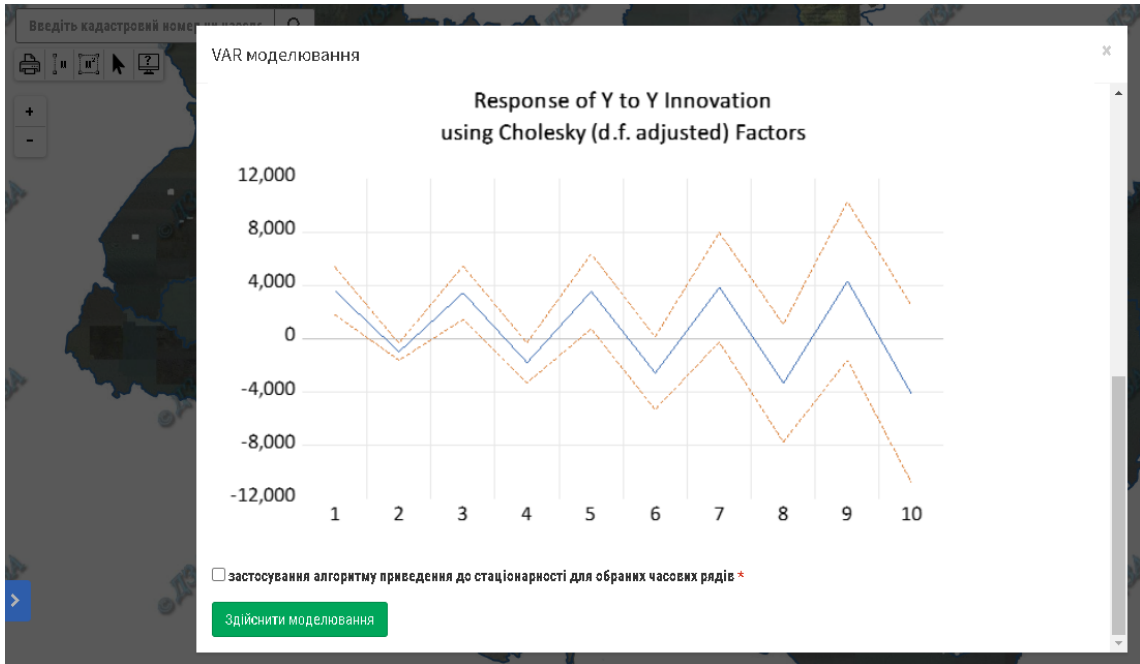 Введіть кадастровий номер
VAR моделювання
×
Response of Y to Y Innovation
using Cholesky (d.f. adjusted) Factors
12,000
8,000
4,000
0
-4,000
-8,000
-12,000
1 2 3 4 5 6 7 8 9 10
застосування алгоритму приведення до стаціонарності для обраних часових рядів *
Здійснити моделювання